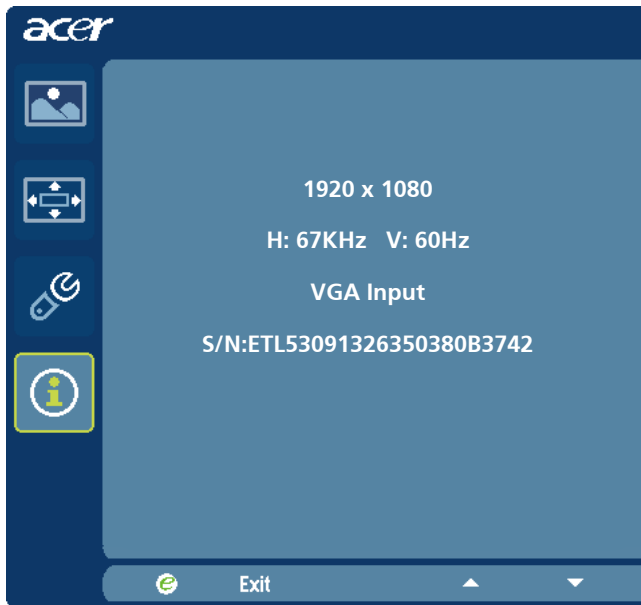 acer
1920 x 1080
H: 67KHz V: 60Hz
VGA Input
S/N:ETL53091326350380B3742
e Exit